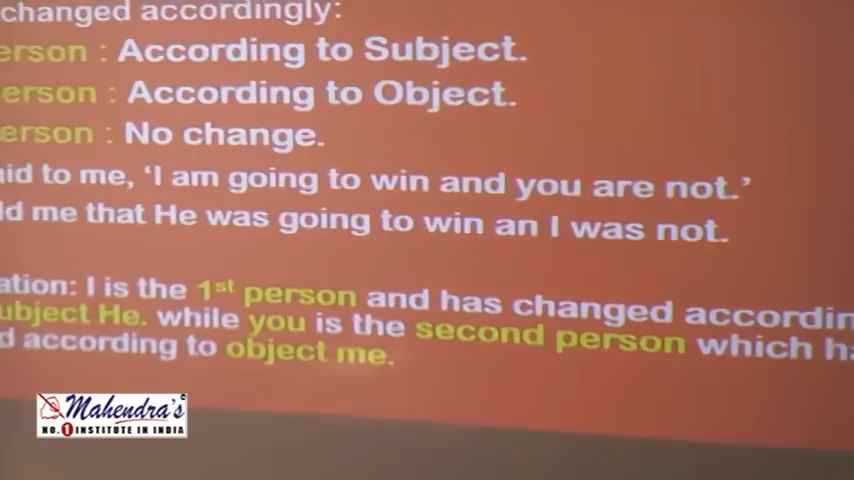 changed accordingly:
erson : According to Subject.
erson : According to Object.
erson : No change.
aid to me, 'I am going to win and you are not.'
ld me that He was going to win an I was not.
ation: I is the 1st person and has changed accordin
ubject He. while you is the second person which ha
d according to object me.
Mahendra's
NO. 1 INSTITUTE IN INDIA